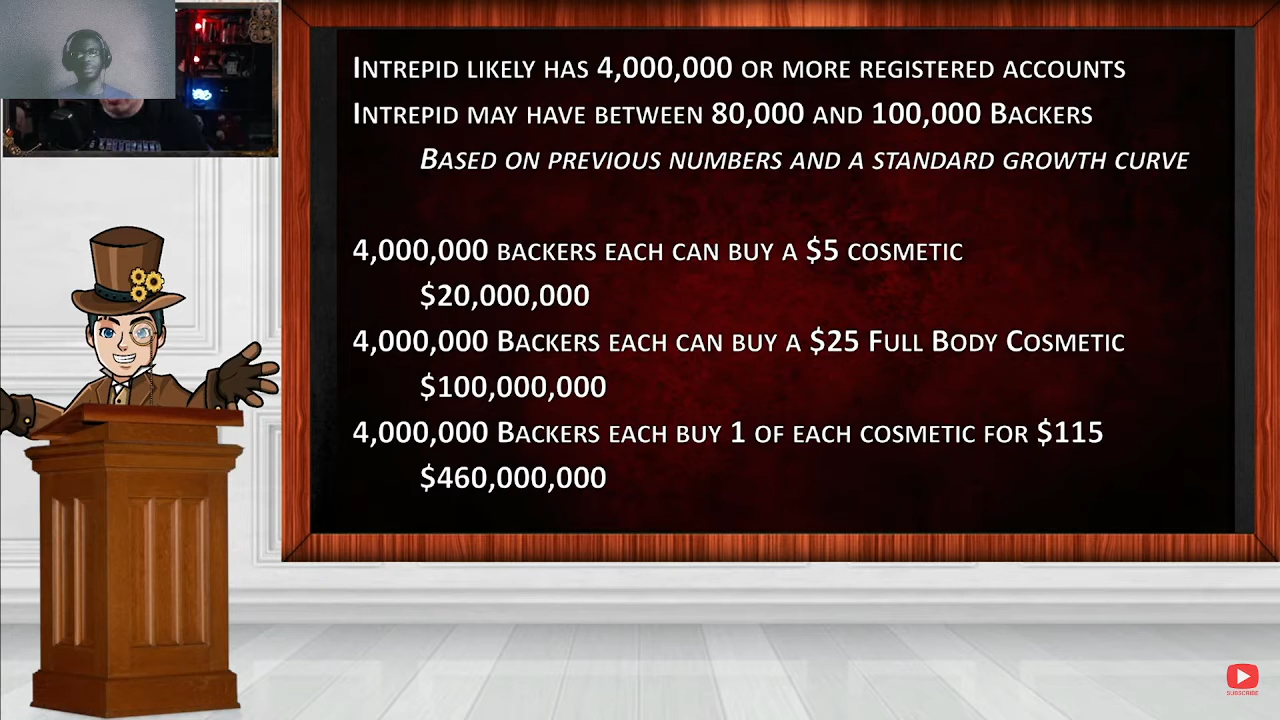 INTREPID LIKELY HAS 4,000,000 OR MORE REGISTERED ACCOUNTS
INTREPID MAY HAVE BETWEEN 80,000 AND 100,000 BACKERS
BASED ON PREVIOUS NUMBERS AND A STANDARD GROWTH CURVE
4,000,000 BACKERS EACH CAN BUY A $5 COSMETIC
$20,000,000
4,000,000 BACKERS EACH CAN BUY A $25 FULL BODY COSMETIC
$100,000,000
4,000,000 BACKERS EACH BUY 1 OF EACH COSMETIC FOR $115
$460,000,000
SUBSCRIBE